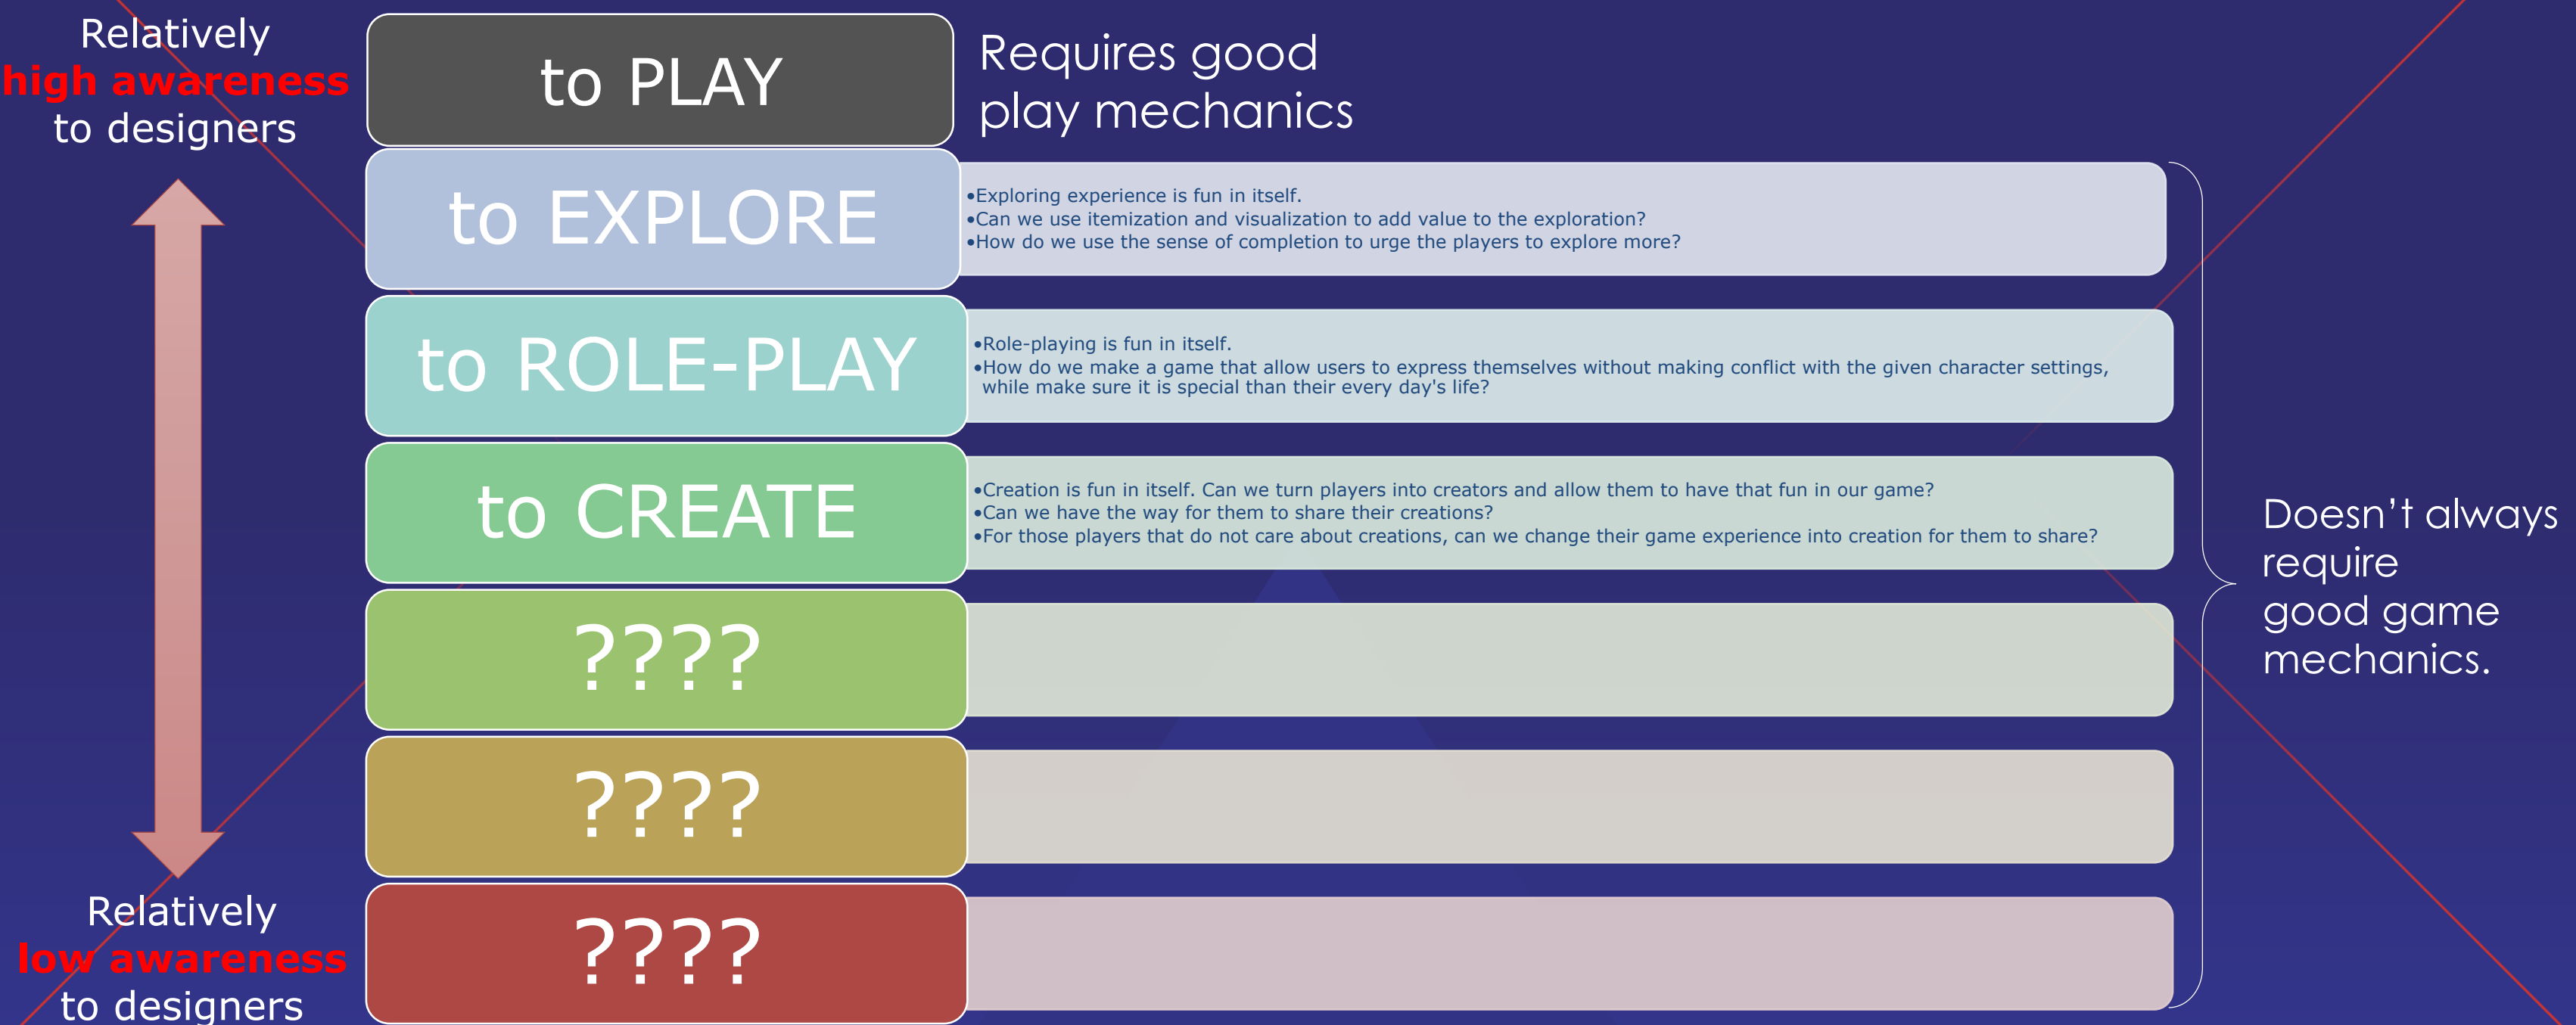 Relatively
high awareness
to designers
to PLAY
Requires good
play mechanics
to EXPLORE
•Exploring experience is fun in itself.
•Can we use itemization and visualization to add value to the exploration?
•How do we use the sense of completion to urge the players to explore more?
to ROLE-PLAY
•Role-playing is fun in itself.
•How do we make a game that allow users to express themselves without making conflict with the given character settings,
while make sure it is special than their every day's life?
to CREATE
•Creation is fun in itself. Can we turn players into creators and allow them to have that fun in our game?
•Can we have the way for them to share their creations?
•For those players that do not care about creations, can we change their game experience into creation for them to share?
????
????
????
Doesn’t always
require
good game
mechanics.
Relatively
low awareness
to designers